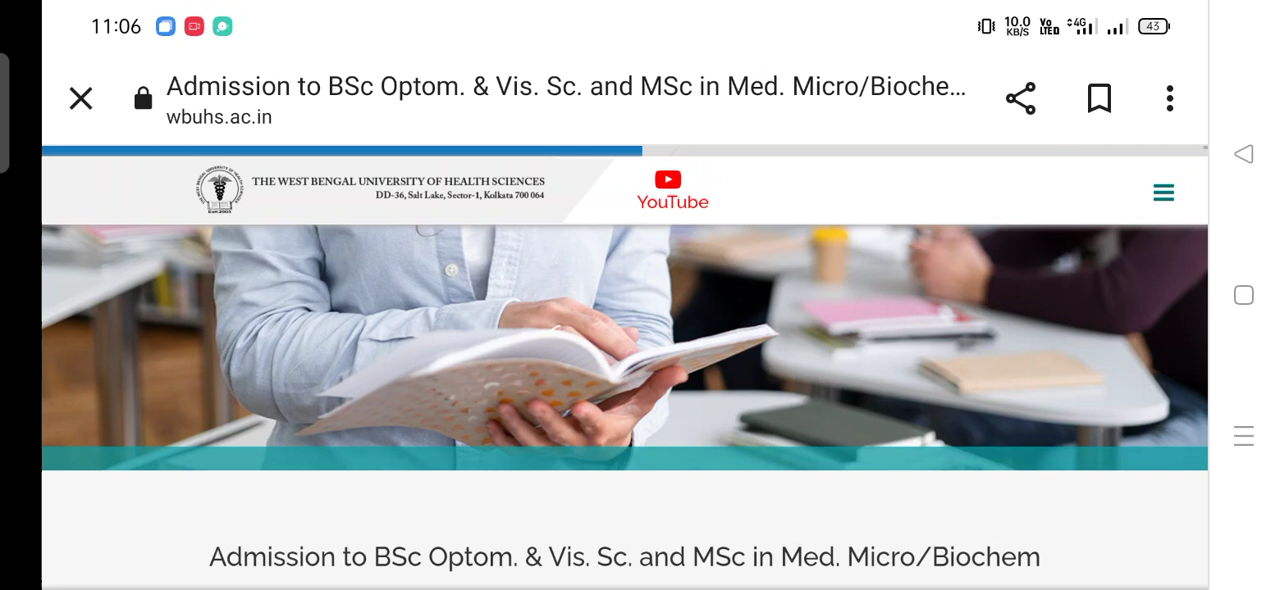 11:06
10.0
KB/S
Vo
LTE
4G
43
Admission to BSc Optom. & Vis. Sc. and MSc in Med. Micro/Bioche...
wbuhs.ac.in
THE WEST BENGAL UNIVERSITY OF HEALTH SCIENCES
DD-36, Salt Lake, Sector-1, Kolkata 700 064
YouTube
Admission to BSc Optom. & Vis. Sc. and MSc in Med. Micro/Biochem